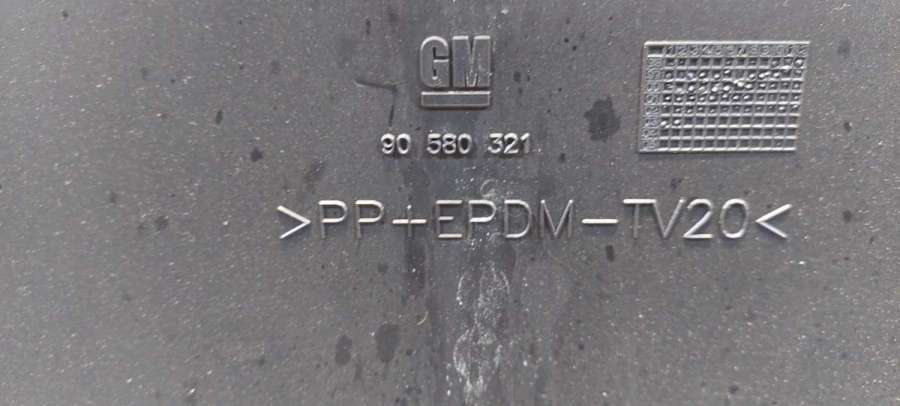 GM
90 580 321
>PP+EPDM-TV20<